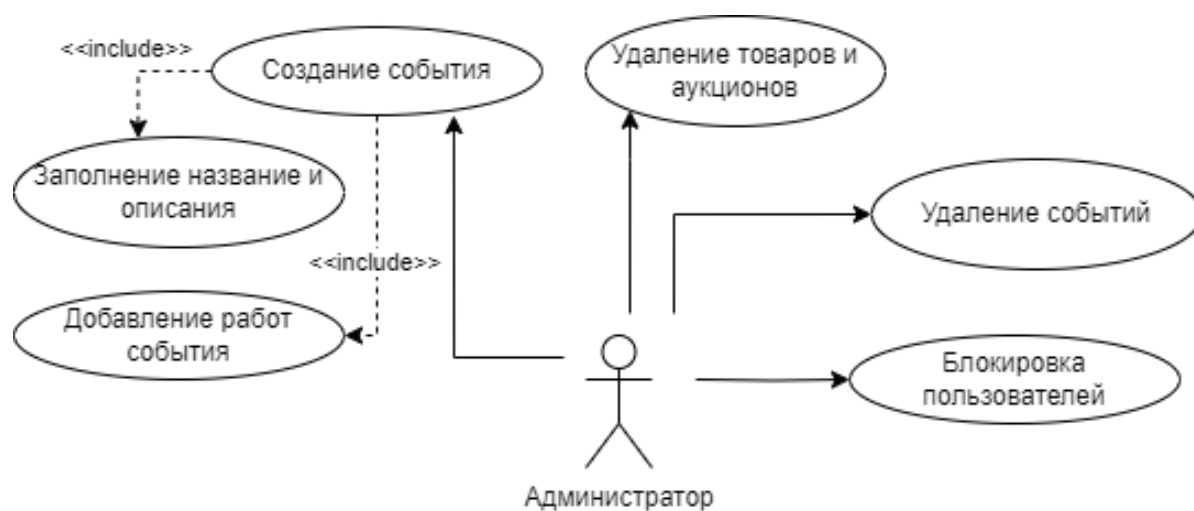 <<include>>
Создание события
Удаление товаров и
аукционов
Заполнение название и
описания
Удаление событий
<<include>>
Добавление работ
события
Блокировка
пользователей
Администратор